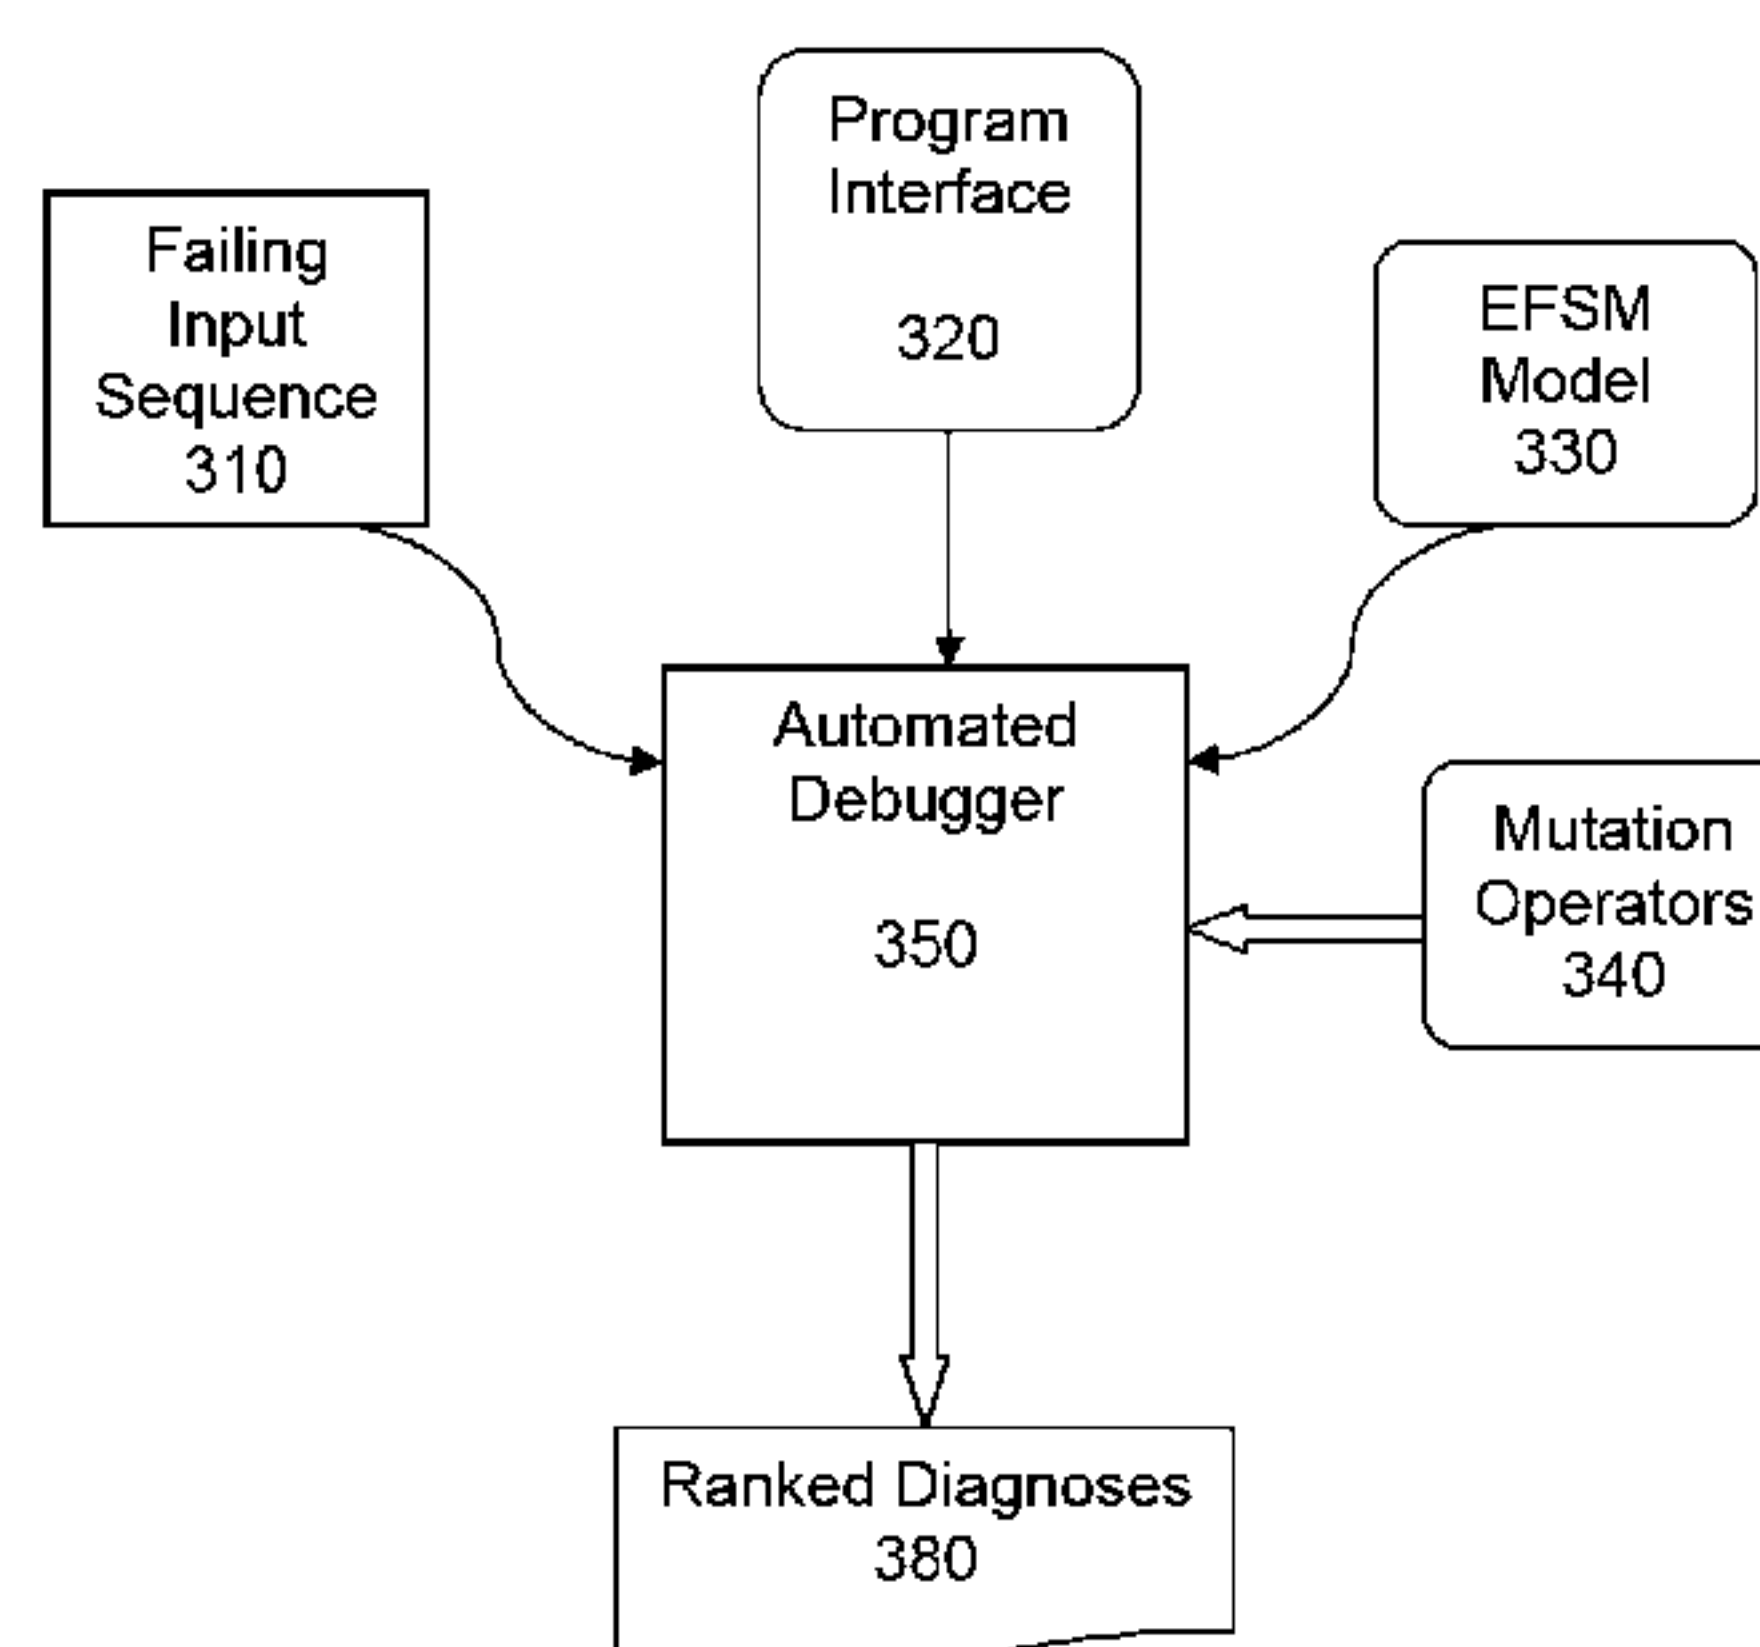 Program
Interface
320
Failing
Input
Sequence
310
EFSM
Model
330
Automated
Debugger
350
Mutation
Operators
340
Ranked Diagnoses
380